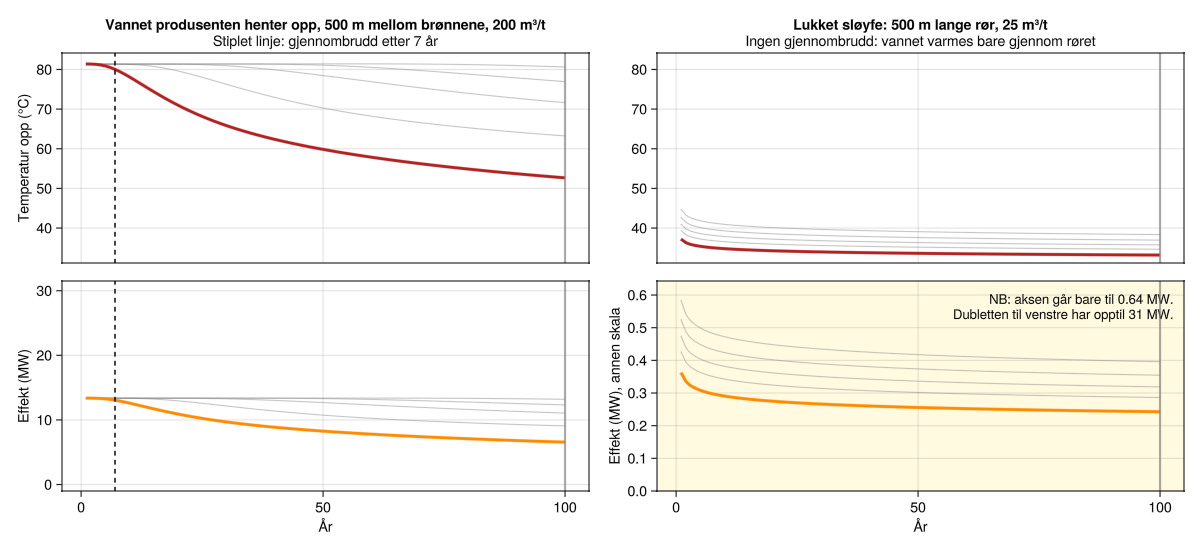 Vannet produsenten henter opp, 500 m mellom brønnene, 200 m³/t
Stiplet linje: gjennombrudd etter 7 år
Temperatur opp (°C)
80
70
60
50
40
Effekt (MW)
30
20
10
0
0
50
100
År
Lukket sløyfe: 500 m lange rør, 25 m³/t
Ingen gjennombrudd: vannet varmes bare gjennom røret
80
70
60
50
40
Effekt (MW), annen skala
0.6
0.5
0.4
0.3
0.2
0.1
0.0
NB: aksen går bare til 0.64 MW.
Dubletten til venstre har opptil 31 MW.
0
50
100
År